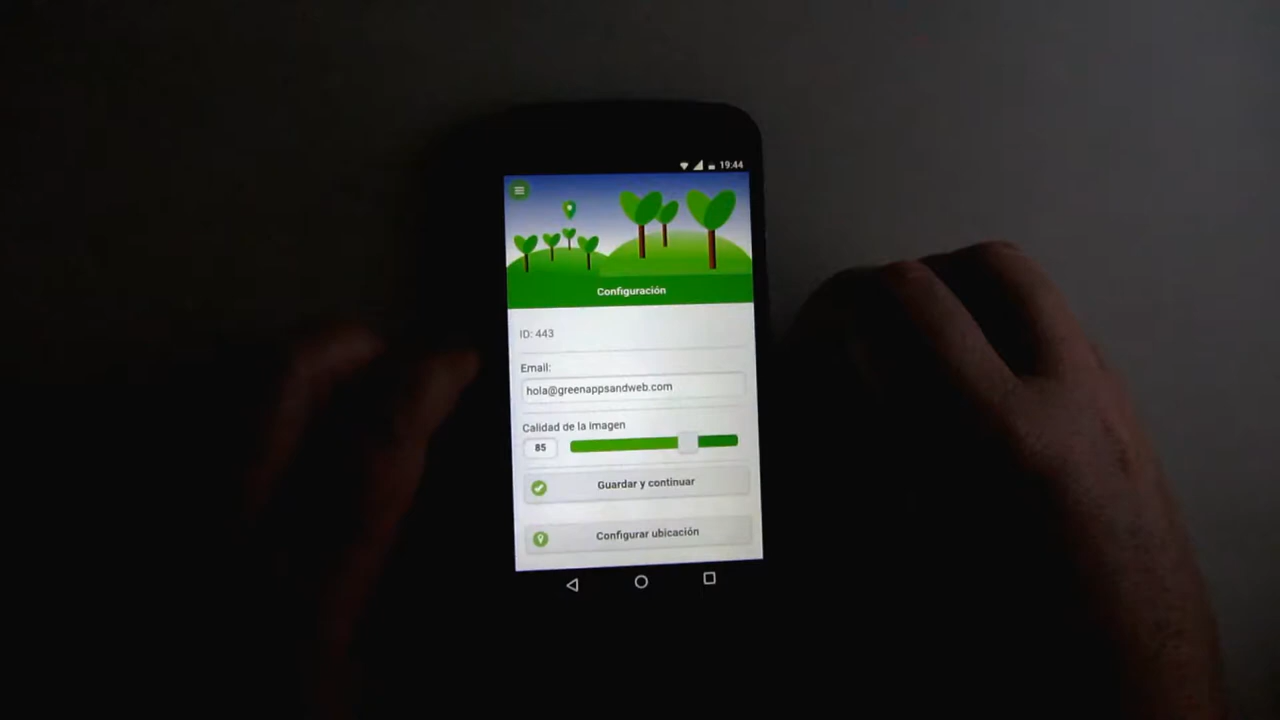 19:44
Configuración
ID: 443
Email:
hola@greenappsandweb.com
Calidad de la imagen
85
Guardar y continuar
Configurar ubicación